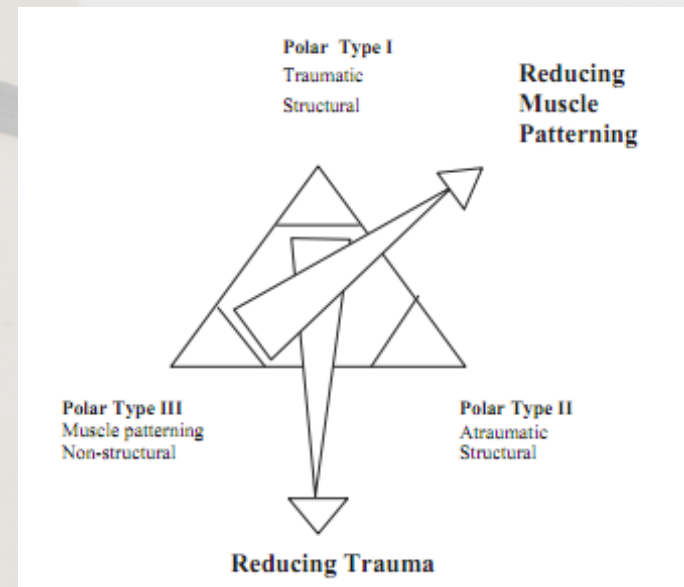 Polar Type I
Traumatic
Structural
Reducing
Muscle
Patterning
Polar Type III
Muscle patterning
Non-structural
Polar Type II
Atraumatic
Structural
Reducing Trauma